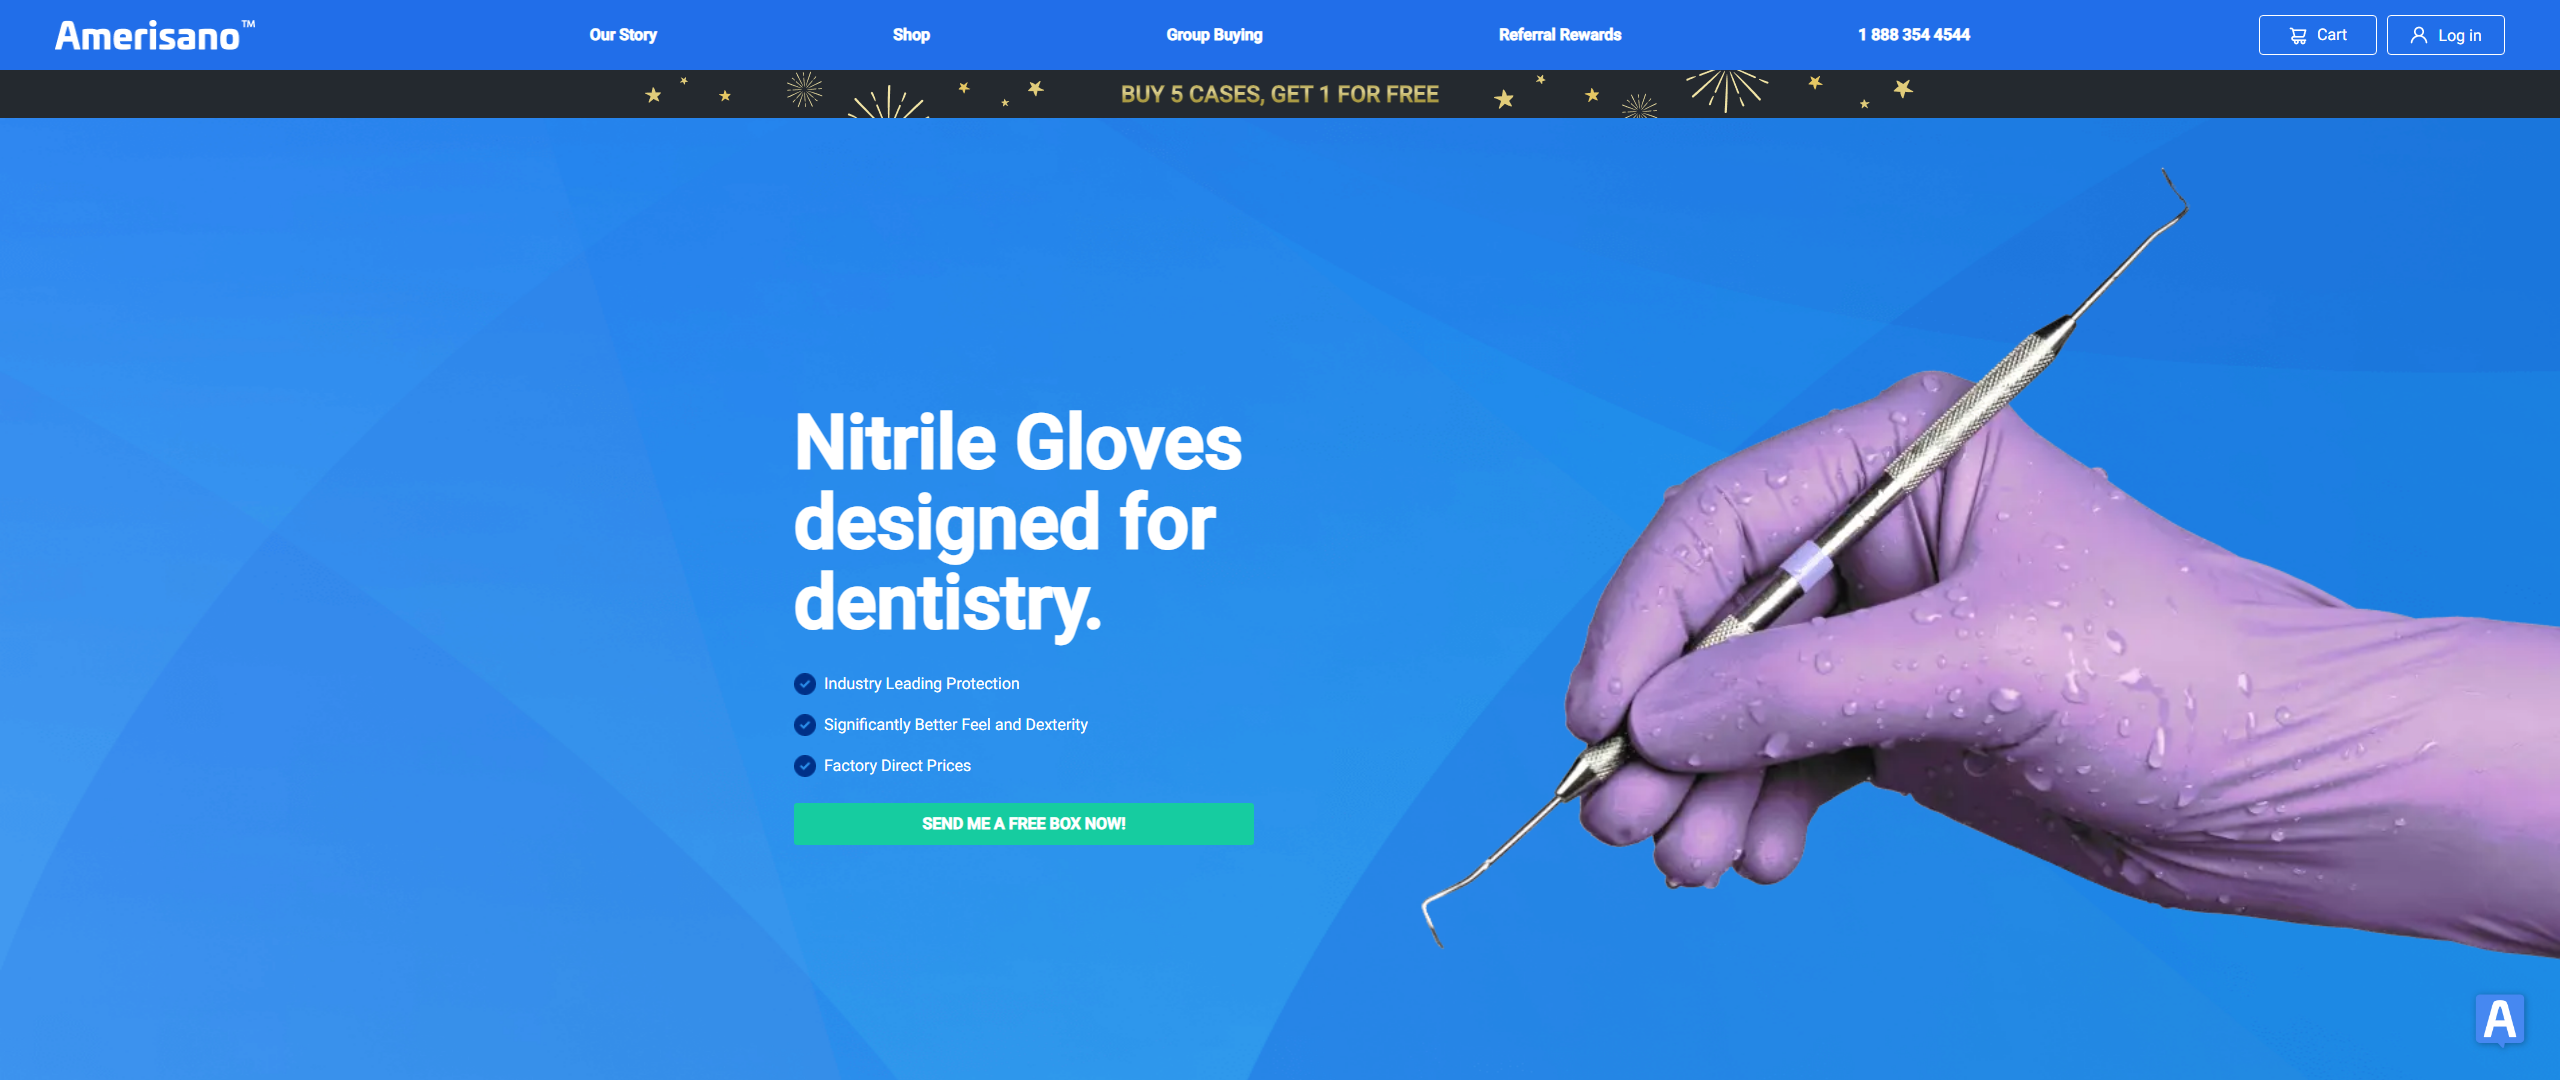 Amerisano™
Our Story
Shop
Group Buying
Referral Rewards
1 888 354 4544
Cart
Log in
BUY 5 CASES, GET 1 FOR FREE
Nitrile Gloves
designed for
dentistry.
Industry Leading Protection
Significantly Better Feel and Dexterity
Factory Direct Prices
SEND ME A FREE BOX NOW!
A